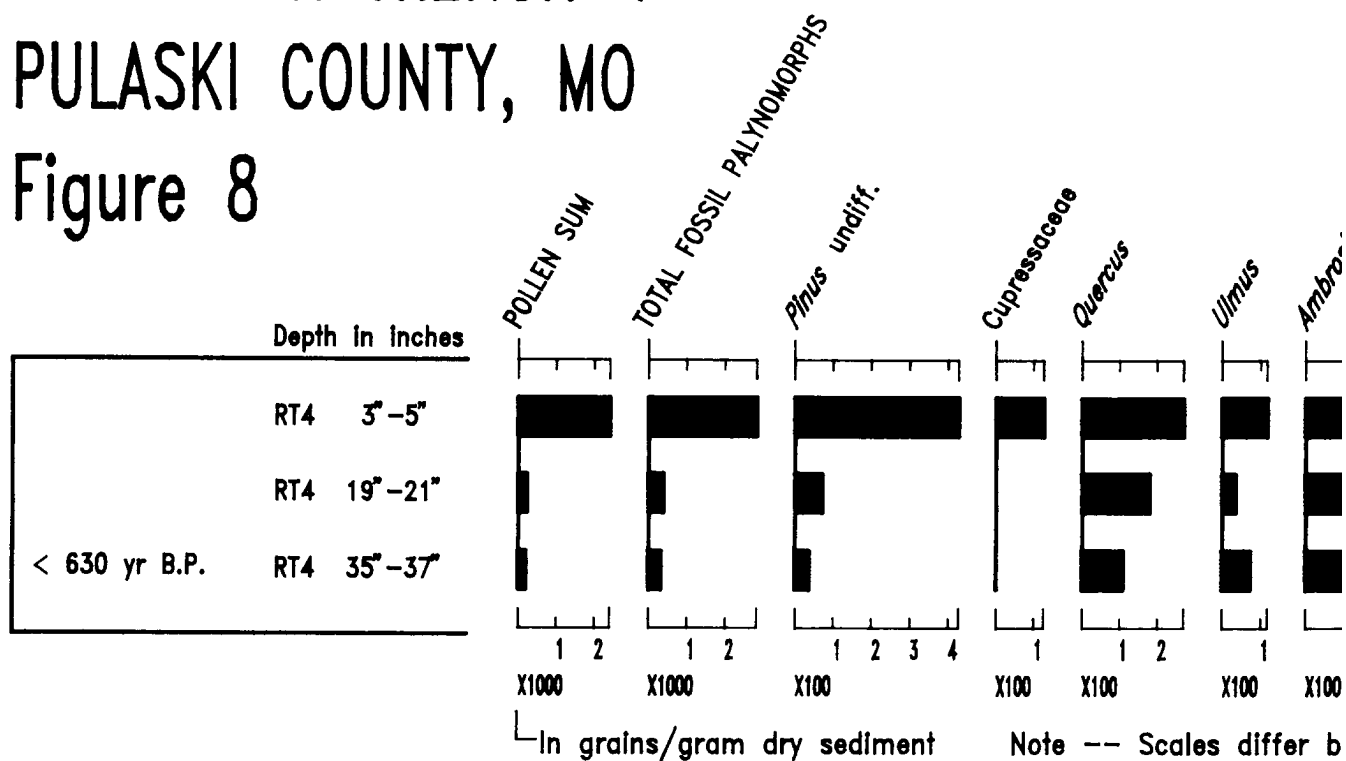 PULASKI COUNTY, MO
Figure 8
POLLEN SUM
TOTAL FOSSIL PALYNOMORPHS
Pinus undiff.
Cupressaceae
Quercus
Ulmus
Depth in inches
RT4 3"-5"
RT4 19"-21"
< 630 yr B.P. RT4 35"-37"
1 2 1 2 1 2 3 4 1 1 2 1
X1000 X1000 X100 X100 X100 X100 X100
In grains/gram dry sediment Note -- Scales differ b